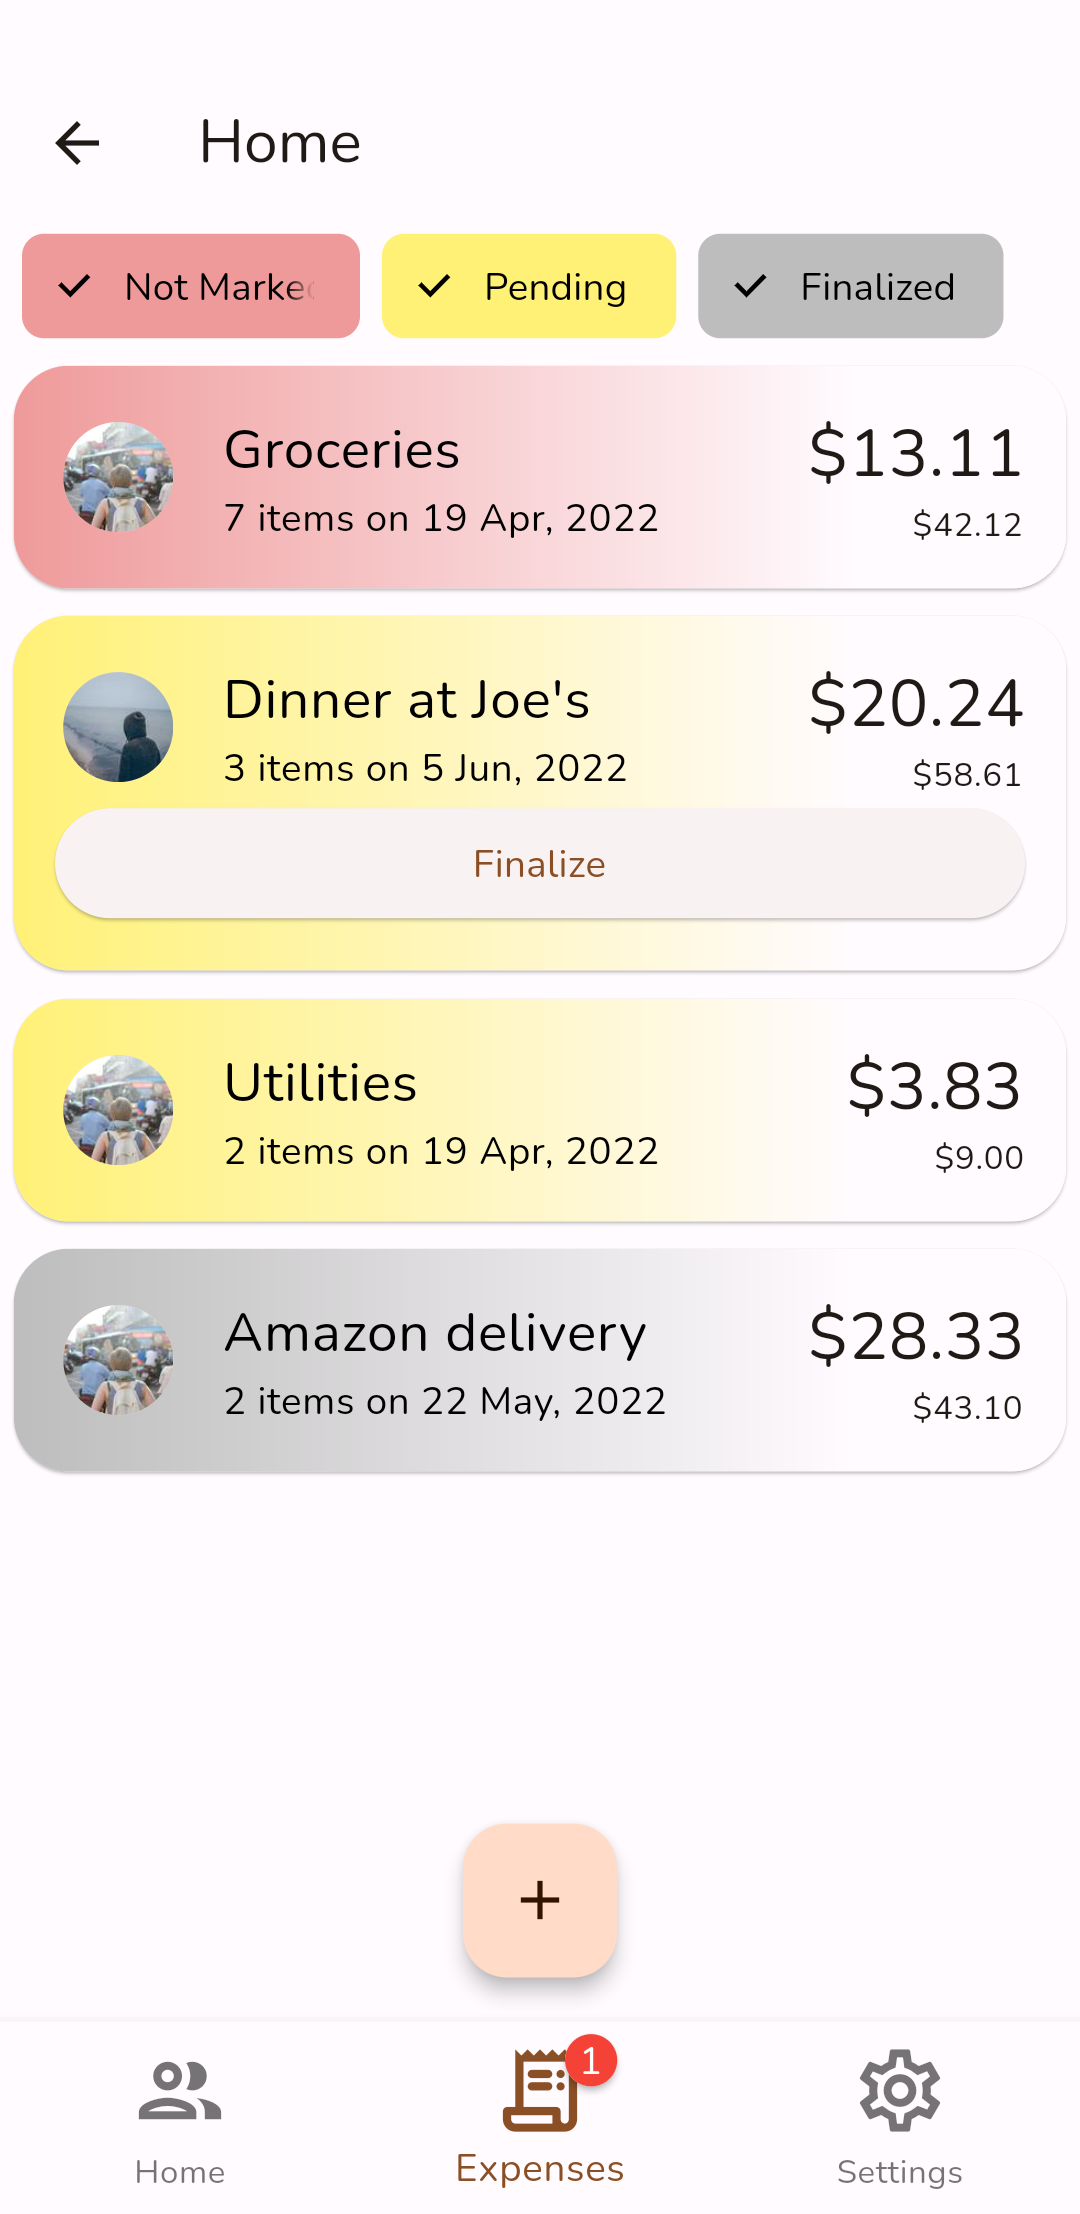 Home
Not Marked
Pending
Finalized
Groceries
$13.11
7 items on 19 Apr, 2022
$42.12
Dinner at Joe's
$20.24
3 items on 5 Jun, 2022
$58.61
Finalize
Utilities
$3.83
2 items on 19 Apr, 2022
$9.00
Amazon delivery
$28.33
2 items on 22 May, 2022
$43.10
1
Home
Expenses
Settings